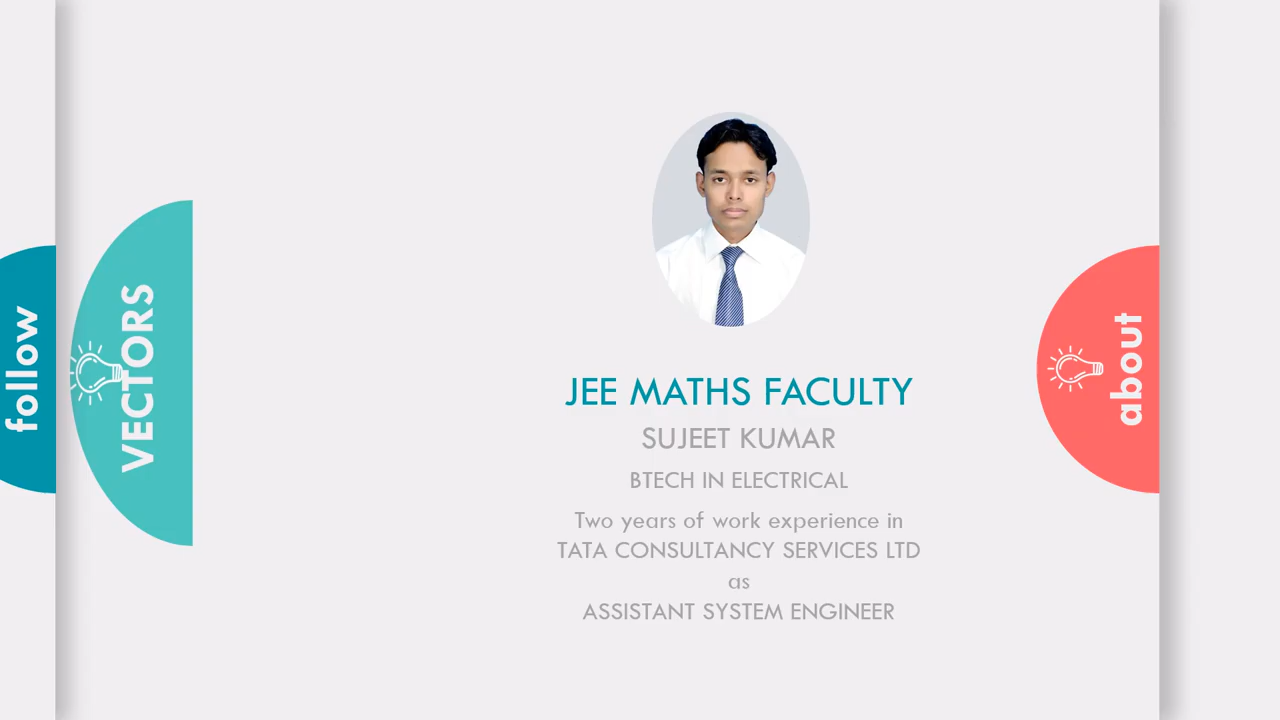 follow
VECTORS
JEE MATHS FACULTY
SUJEET KUMAR
BTECH IN ELECTRICAL
Two years of work experience in
TATA CONSULTANCY SERVICES LTD
as
ASSISTANT SYSTEM ENGINEER
about